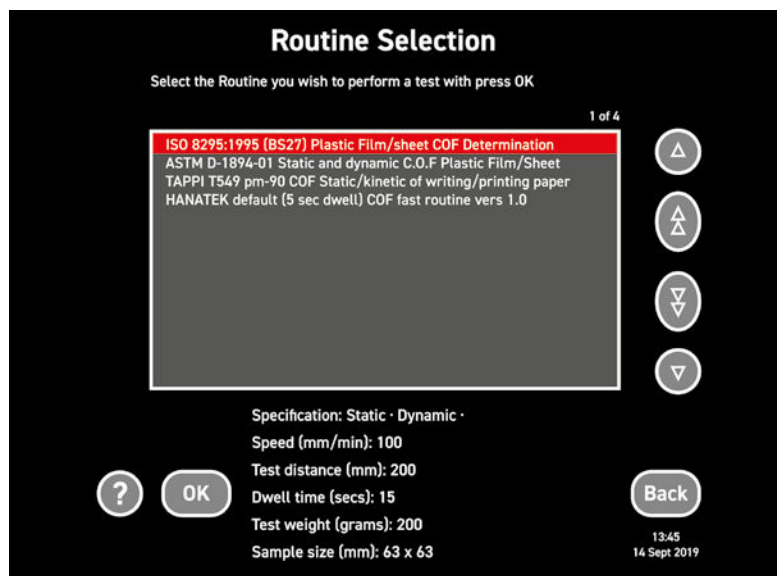 Routine Selection
Select the Routine you wish to perform a test with press OK
1 of 4
ISO 8295:1995 (BS27) Plastic Film/sheet COF Determination
ASTM D-1894-01 Static and dynamic C.O.F Plastic Film/Sheet
TAPPI T549 pm-90 COF Static/kinetic of writing/printing paper
HANATEK default (5 sec dwell) COF fast routine vers 1.0
Specification: Static · Dynamic ·
Speed (mm/min): 100
Test distance (mm): 200
Dwell time (secs): 15
Test weight (grams): 200
Sample size (mm): 63 x 63
?
OK
Back
13:45
14 Sept 2019